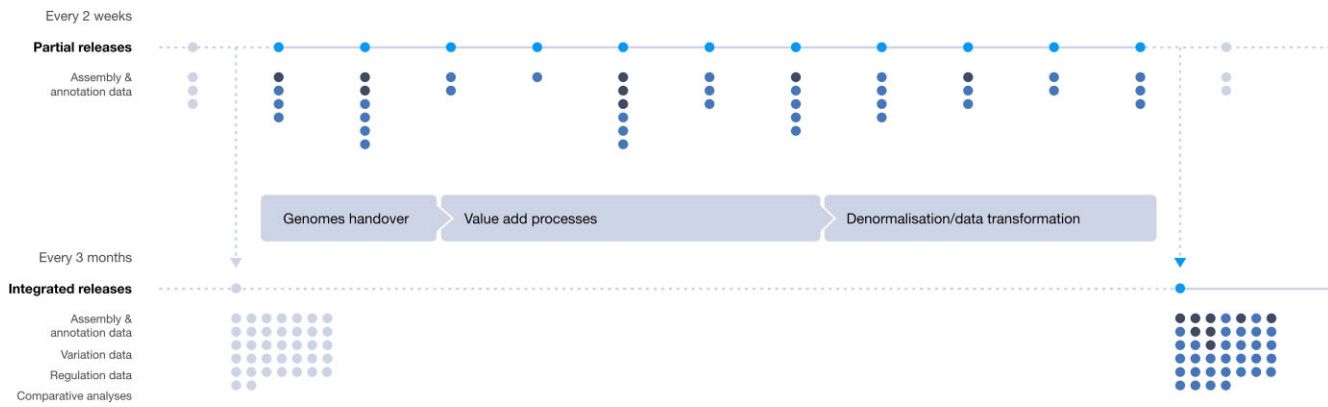 Every 2 weeks
Partial releases
Assembly &
annotation data
Genomes handover
Value add processes
Denormalisation/data transformation
Every 3 months
Integrated releases
Assembly &
annotation data
Variation data
Regulation data
Comparative analyses